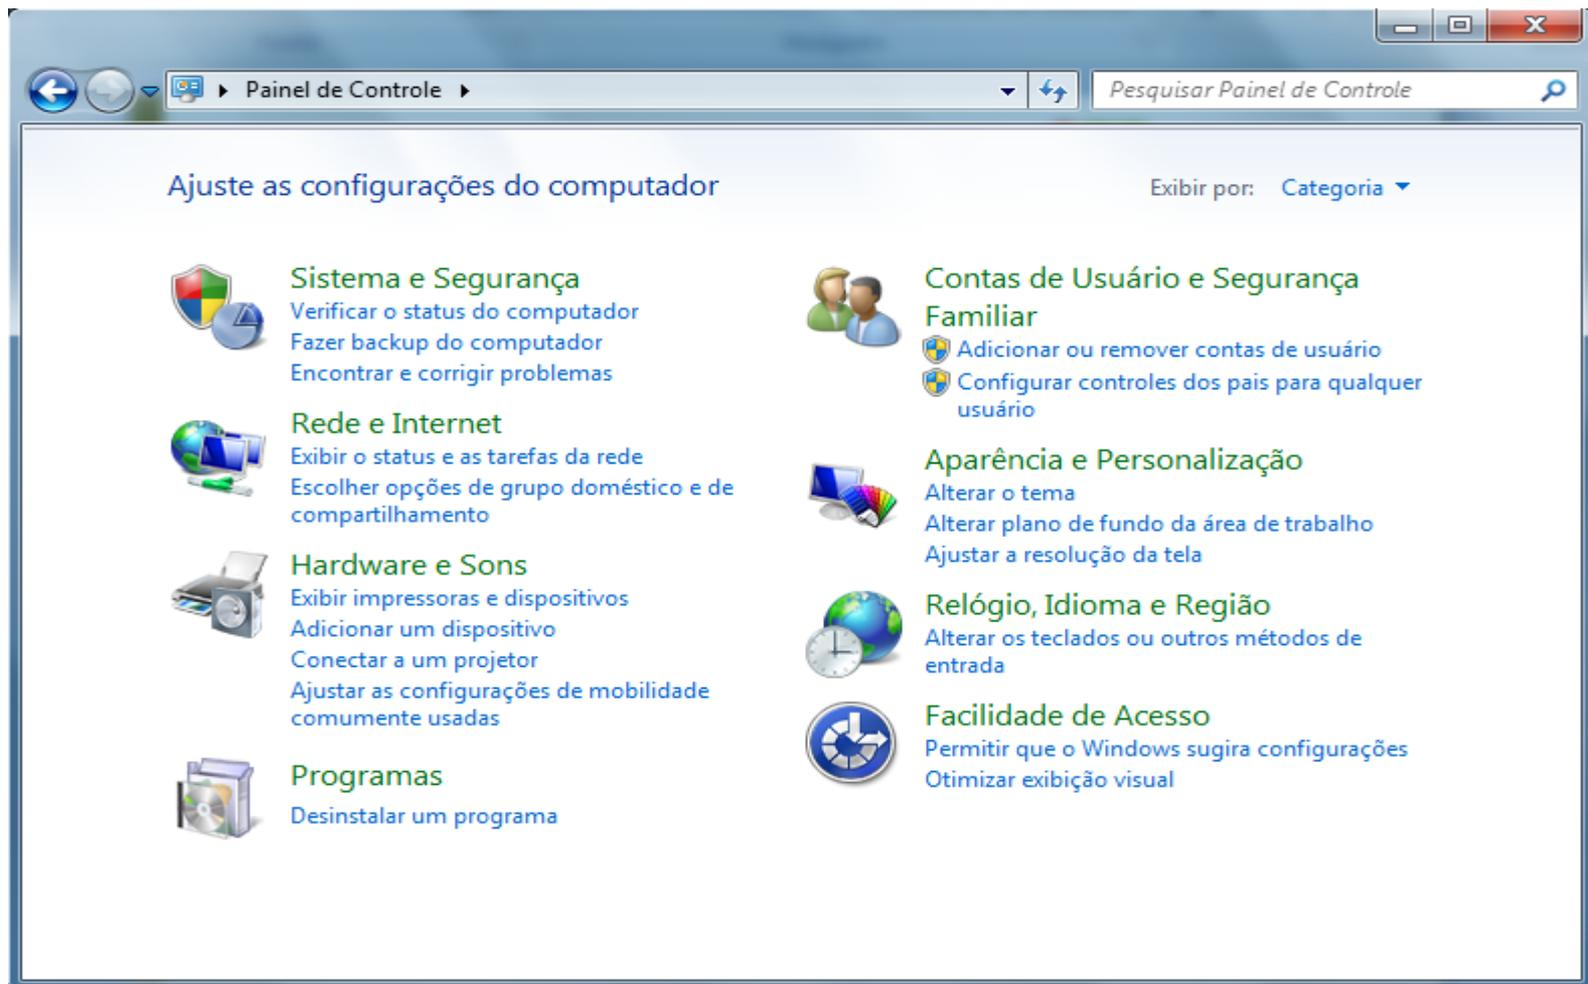 Painel de Controle
Pesquisar Painel de Controle
Ajuste as configurações do computador
Exibir por: Categoria
Sistema e Segurança
Verificar o status do computador
Fazer backup do computador
Encontrar e corrigir problemas
Rede e Internet
Exibir o status e as tarefas da rede
Escolher opções de grupo doméstico e de
compartilhamento
Hardware e Sons
Exibir impressoras e dispositivos
Adicionar um dispositivo
Conectar a um projetor
Ajustar as configurações de mobilidade
comumente usadas
Programas
Desinstalar um programa
Contas de Usuário e Segurança
Familiar
Adicionar ou remover contas de usuário
Configurar controles dos pais para qualquer
usuário
Aparência e Personalização
Alterar o tema
Alterar plano de fundo da área de trabalho
Ajustar a resolução da tela
Relógio, Idioma e Região
Alterar os teclados ou outros métodos de
entrada
Facilidade de Acesso
Permitir que o Windows sugira configurações
Otimizar exibição visual